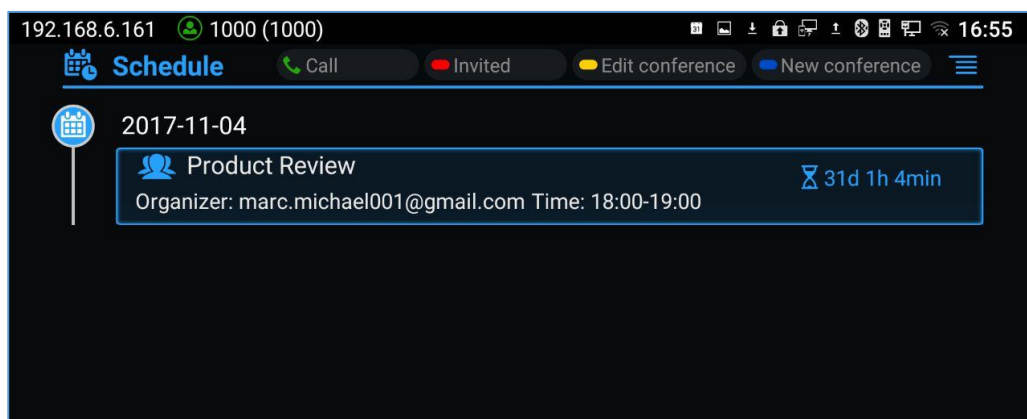 192.168.6.161 1000 (1000) 31 16:55
Schedule Call Invited Edit conference New conference
2017-11-04
Product Review 31d 1h 4min
Organizer: marc.michael001@gmail.com Time: 18:00-19:00